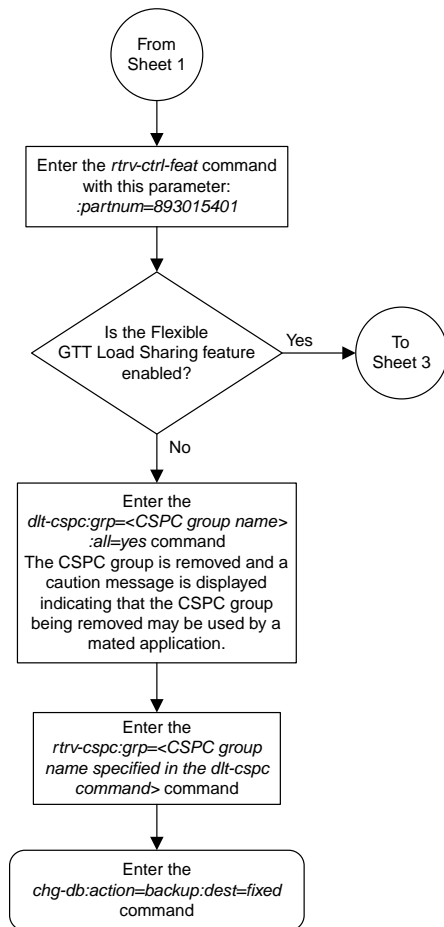 From
Sheet 1
Enter the rtrv-ctrl-feat command
with this parameter:
:partnum=893015401
Is the Flexible
GTT Load Sharing feature
enabled?
Yes
To
Sheet 3
No
Enter the
dlt-cspc:grp=<CSPC group name>
:all=yes command
The CSPC group is removed and a
caution message is displayed
indicating that the CSPC group
being removed may be used by a
mated application.
Enter the
rtrv-cspc:grp=<CSPC group
name specified in the dlt-cspc
command> command
Enter the
chg-db:action=backup:dest=fixed
command